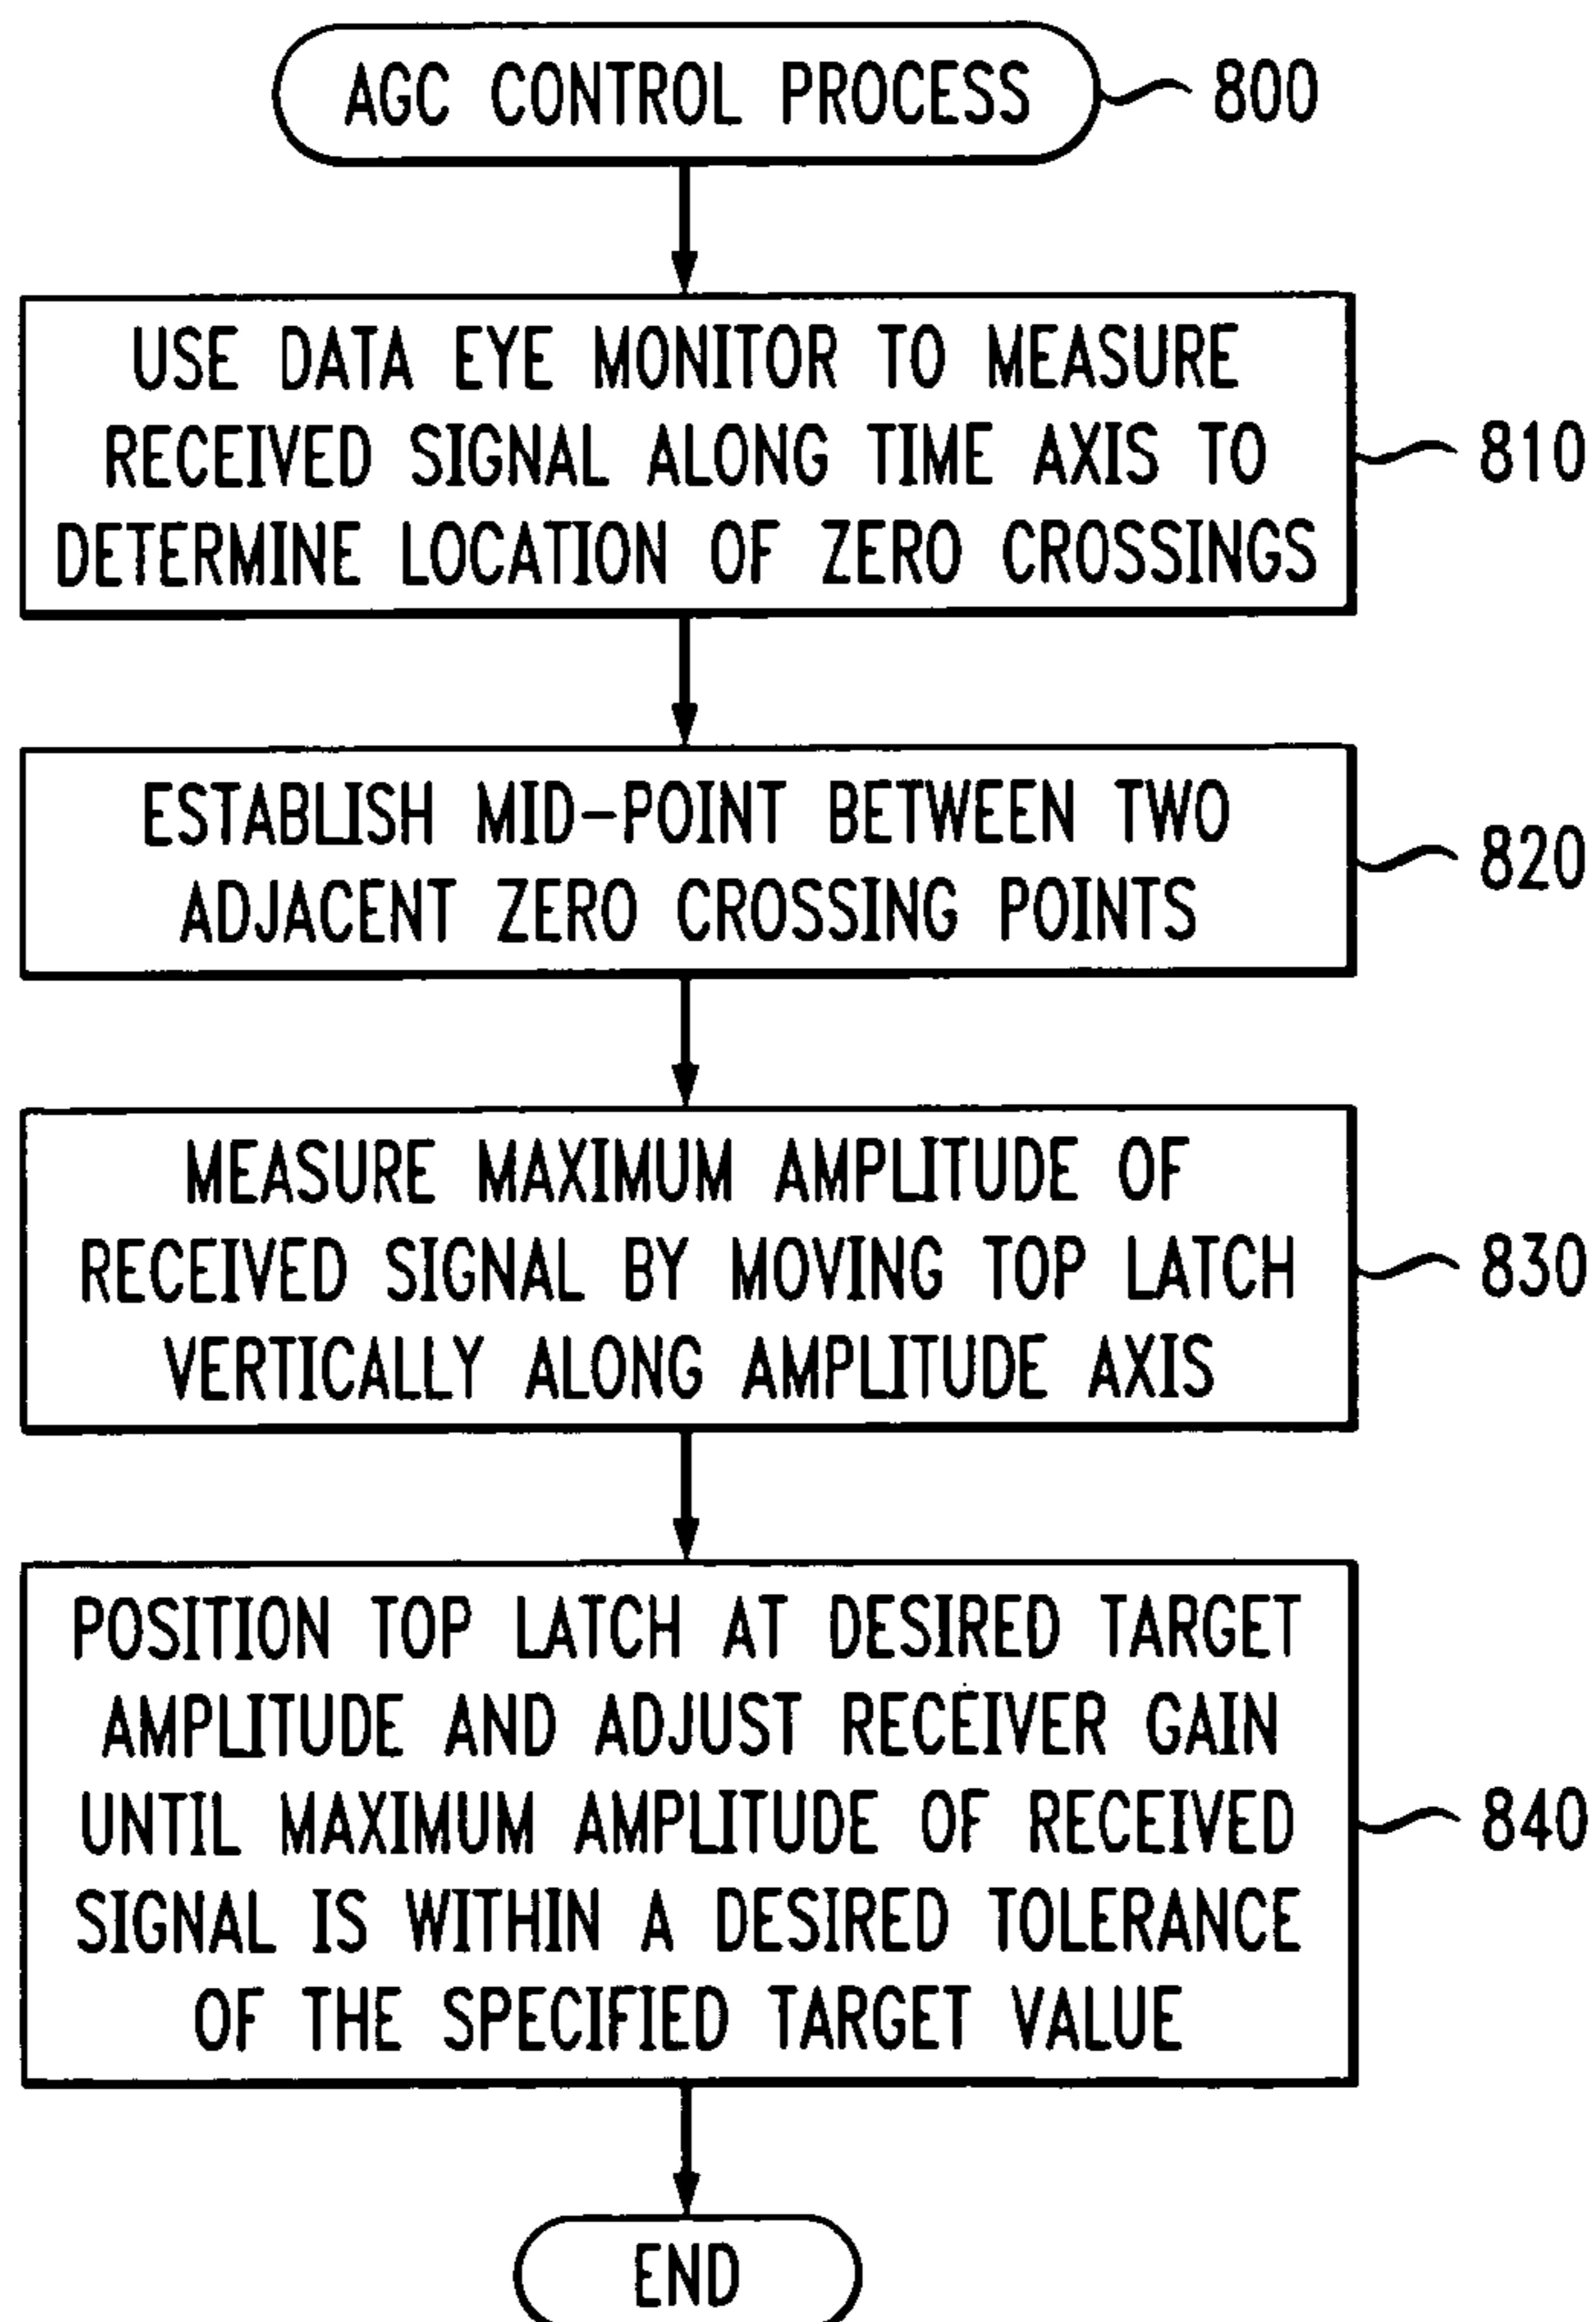 AGC CONTROL PROCESS
800
USE DATA EYE MONITOR TO MEASURE
RECEIVED SIGNAL ALONG TIME AXIS TO
DETERMINE LOCATION OF ZERO CROSSINGS
810
ESTABLISH MID-POINT BETWEEN TWO
ADJACENT ZERO CROSSING POINTS
820
MEASURE MAXIMUM AMPLITUDE OF
RECEIVED SIGNAL BY MOVING TOP LATCH
VERTICALLY ALONG AMPLITUDE AXIS
830
POSITION TOP LATCH AT DESIRED TARGET
AMPLITUDE AND ADJUST RECEIVER GAIN
UNTIL MAXIMUM AMPLITUDE OF RECEIVED
SIGNAL IS WITHIN A DESIRED TOLERANCE
OF THE SPECIFIED TARGET VALUE
840
END